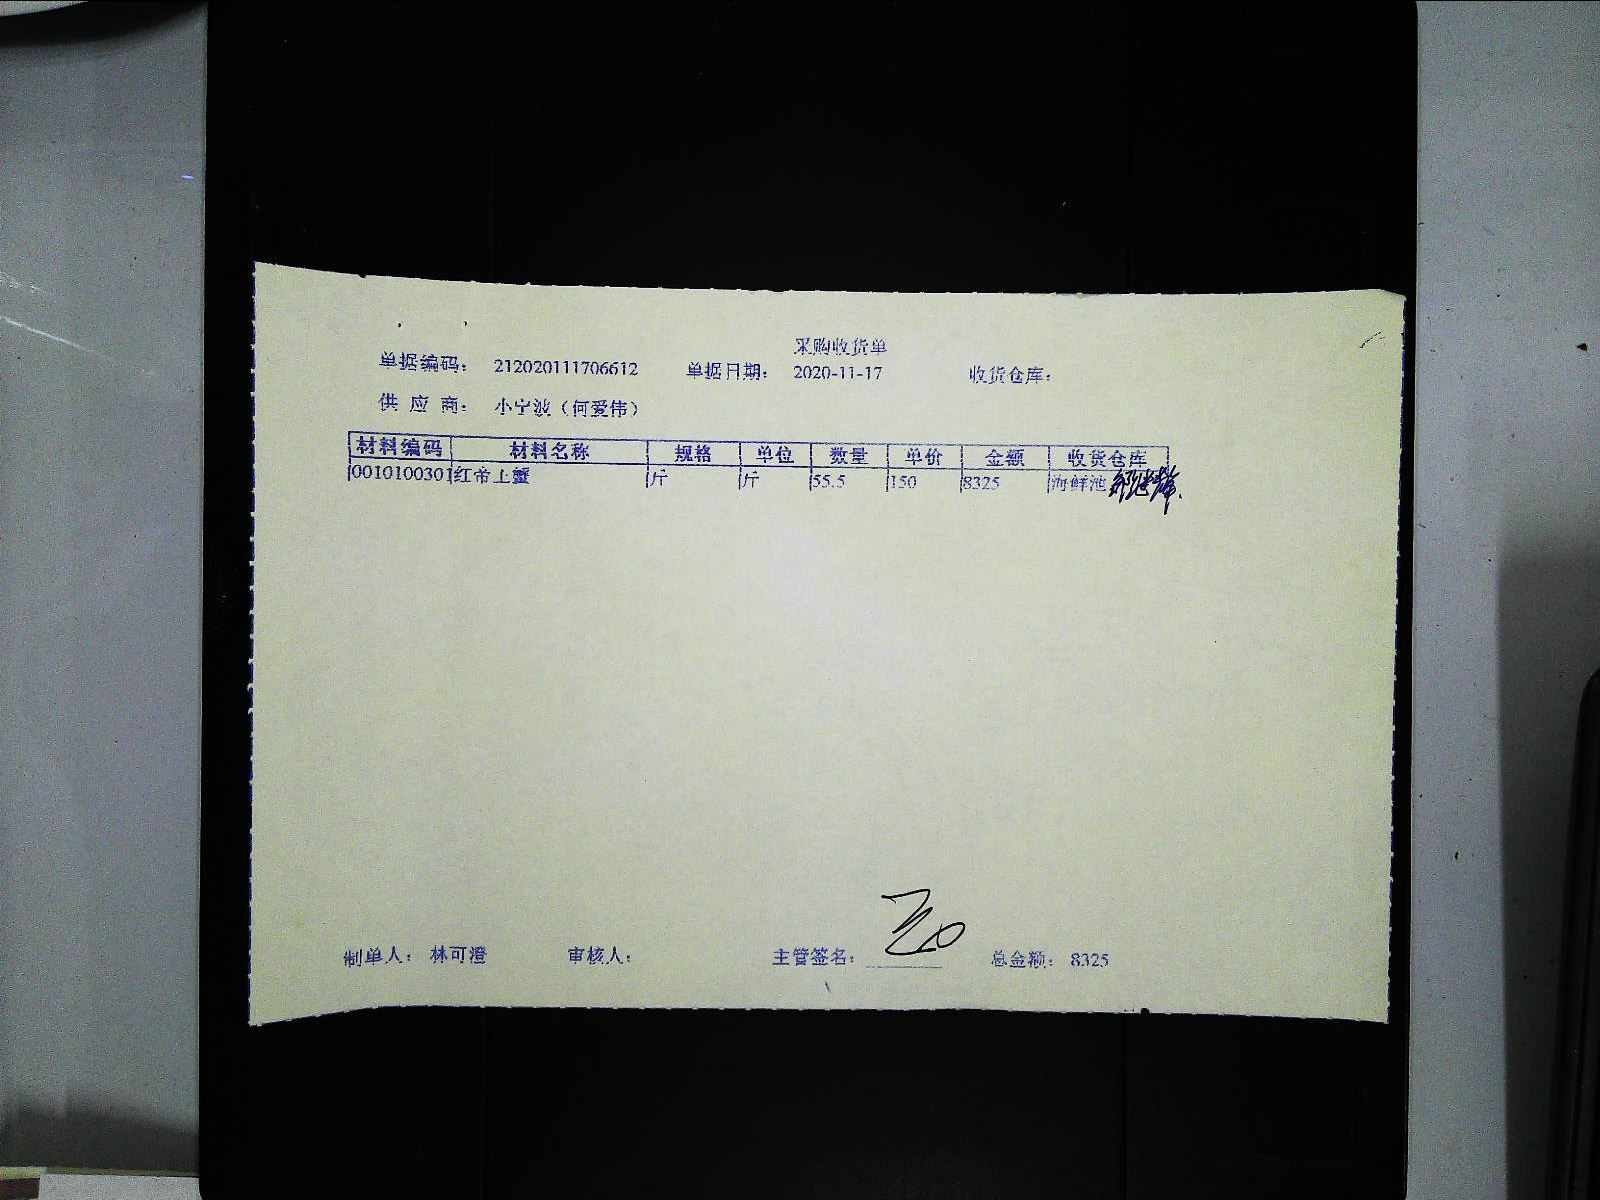 采购收货单
单据编码： 212020111706612 单据日期： 2020-11-17 收货仓库：
供 应 商： 小宁波（何爱伟）
材料编码 材料名称 规格 单位 数量 单价 金额 收货仓库
0010100301 红帝上蟹 斤 斤 55.5 150 8325 海鲜池
制单人： 林可澄 审核人： 主管签名： 总金额： 8325